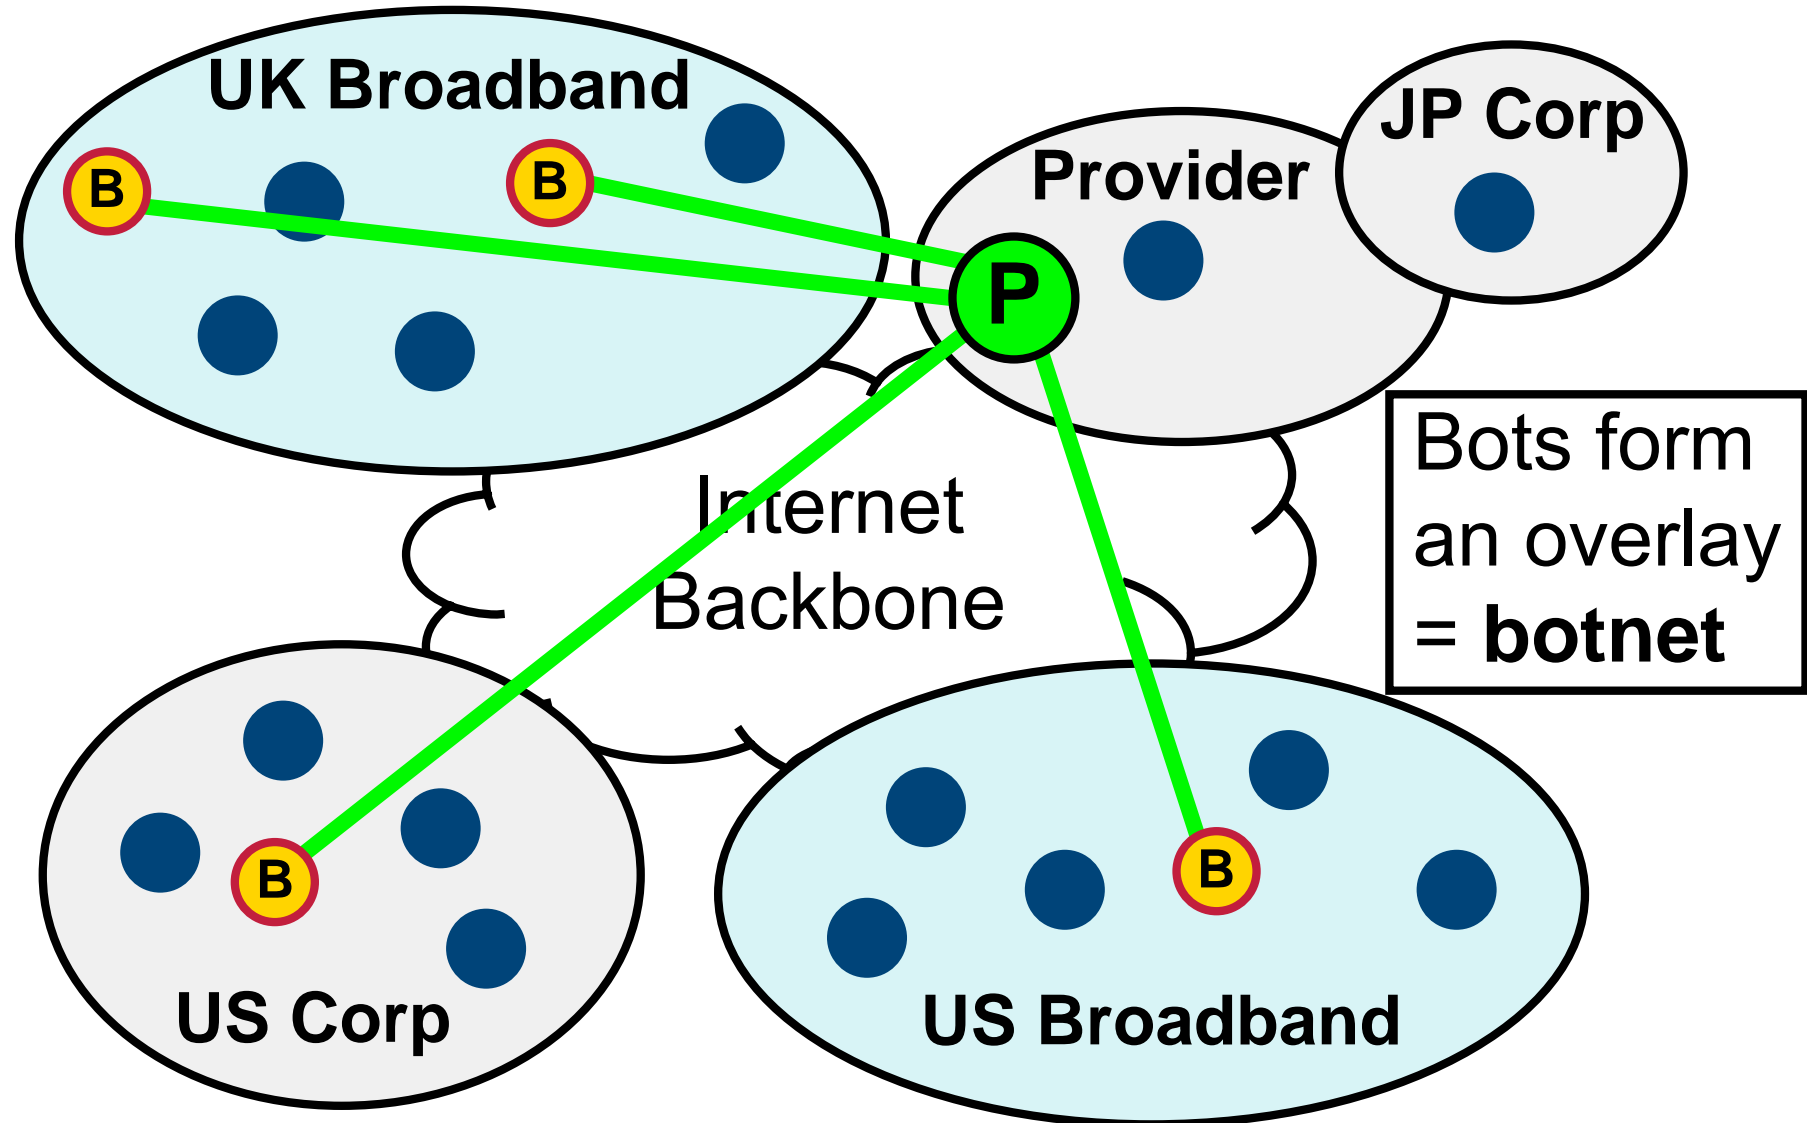 UK Broadband
JP Corp
Provider
B
B
P
Internet
Backbone
Bots form
an overlay
= botnet
B
B
US Corp
US Broadband